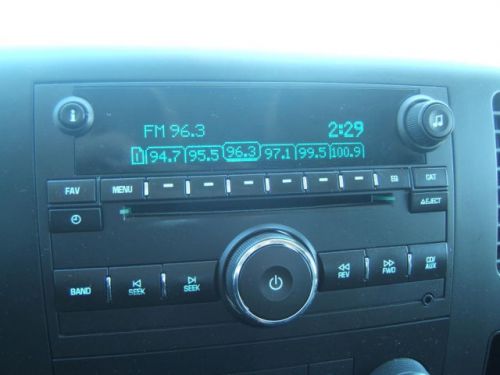 i
FM 96.3 2:29
1 94.7 95.5 96.3 97.1 99.5 100.9
FAV MENU EQ CAT
EJECT
BAND SEEK SEEK REV FWD CD/AUX